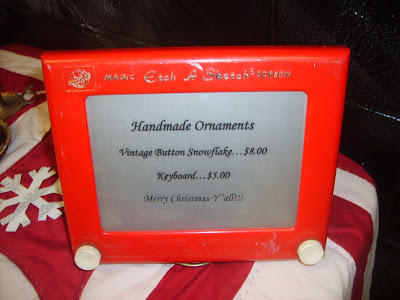 MAGIC Etch A Sketch® SCREEN
Handmade Ornaments
Vintage Button Snowflake...$8.00
Keyboard...$5.00
Merry Christmas Y'all!!!